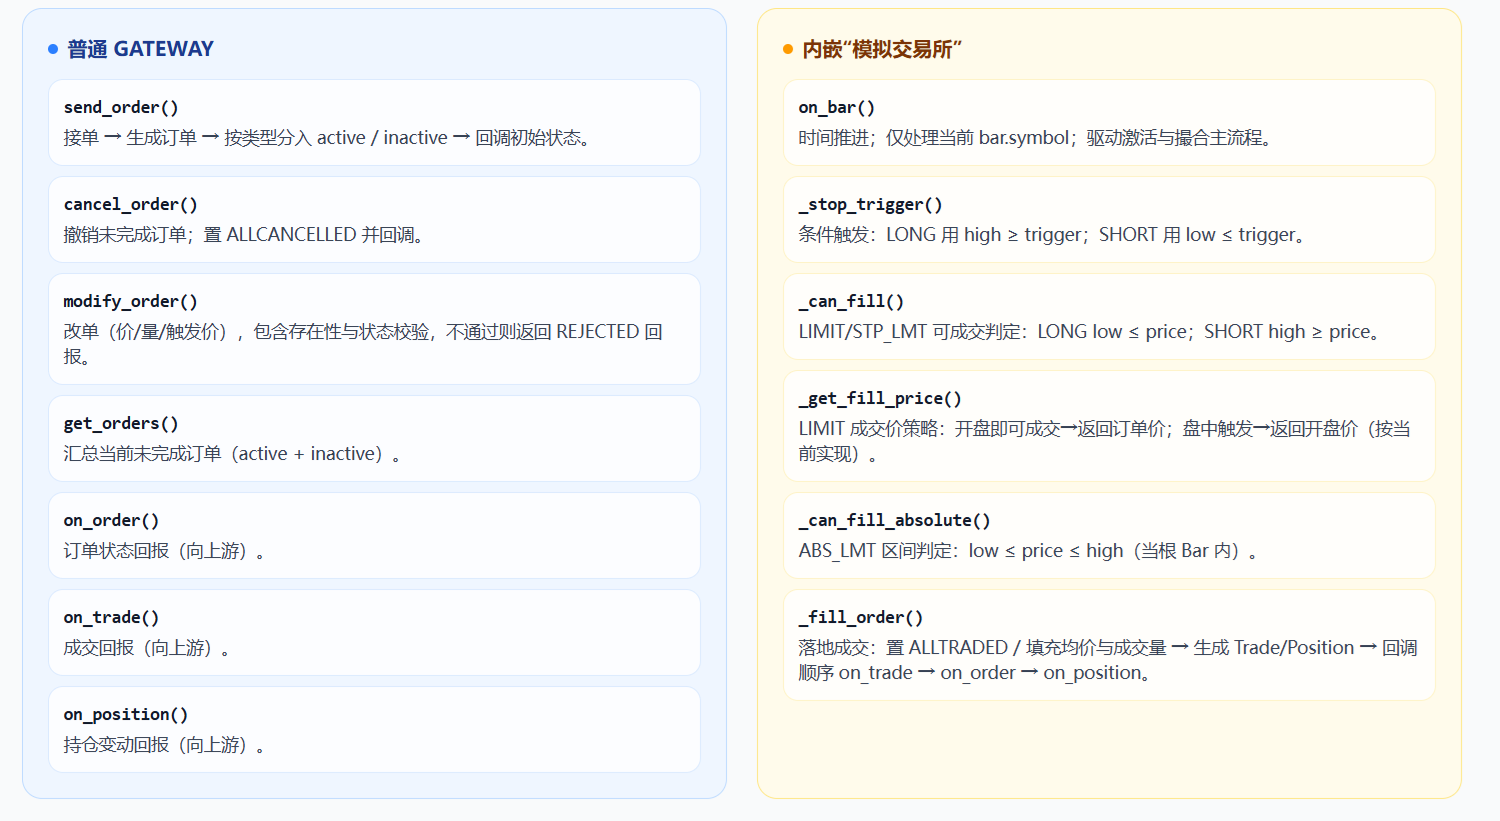 普通 GATEWAY
send_order()
接单 → 生成订单 → 按类型分入 active / inactive → 回调初始状态。
cancel_order()
撤销未完成订单；置 ALLCANCELLED 并回调。
modify_order()
改单（价/量/触发价），包含存在性与状态校验，不通过则返回 REJECTED 回
报。
get_orders()
汇总当前未完成订单（active + inactive）。
on_order()
订单状态回报（向上游）。
on_trade()
成交回报（向上游）。
on_position()
持仓变动回报（向上游）。
内嵌“模拟交易所”
on_bar()
时间推进；仅处理当前 bar.symbol；驱动激活与撮合主流程。
_stop_trigger()
条件触发：LONG 用 high ≥ trigger；SHORT 用 low ≤ trigger。
_can_fill()
LIMIT/STP_LMT 可成交判定：LONG low ≤ price；SHORT high ≥ price。
_get_fill_price()
LIMIT 成交价策略：开盘即可成交→返回订单价；盘中触发→返回开盘价（按当
前实现）。
_can_fill_absolute()
ABS_LMT 区间判定：low ≤ price ≤ high（当根 Bar 内）。
_fill_order()
落地成交：置 ALLTRADED / 填充均价与成交量 → 生成 Trade/Position → 回调
顺序 on_trade → on_order → on_position。